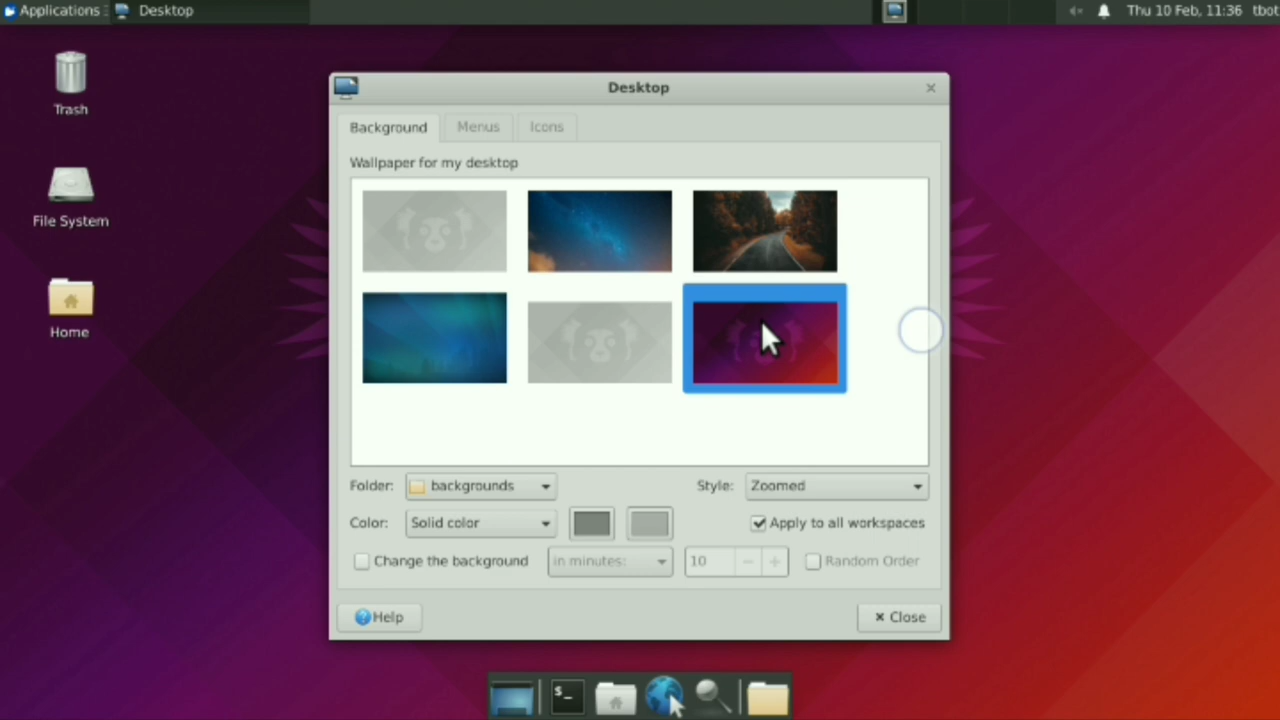 Applications Desktop Thu 10 Feb, 11:36 tbot
Trash
File System
Home
Desktop
Background Menus Icons
Wallpaper for my desktop
Folder: backgrounds Style: Zoomed
Color: Solid color Apply to all workspaces
Change the background in minutes: 10 Random Order
Help Close
$_